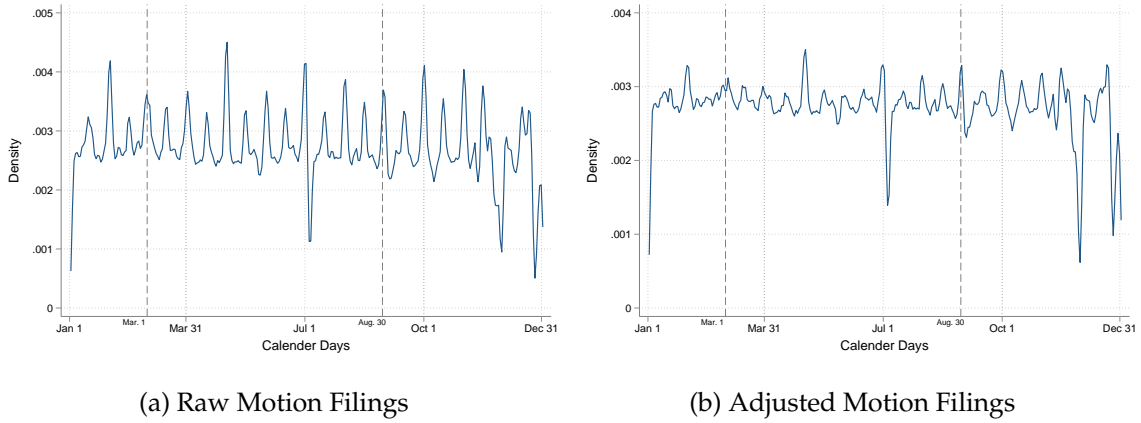 .005
.004
.003
.002
.001
0
Density
Jan 1
Mar. 1
Mar 31
Jul 1
Aug. 30
Oct 1
Dec 31
Calender Days
(a) Raw Motion Filings
.004
.003
.002
.001
0
Density
Jan 1
Mar. 1
Mar 31
Jul 1
Aug. 30
Oct 1
Dec 31
Calender Days
(b) Adjusted Motion Filings